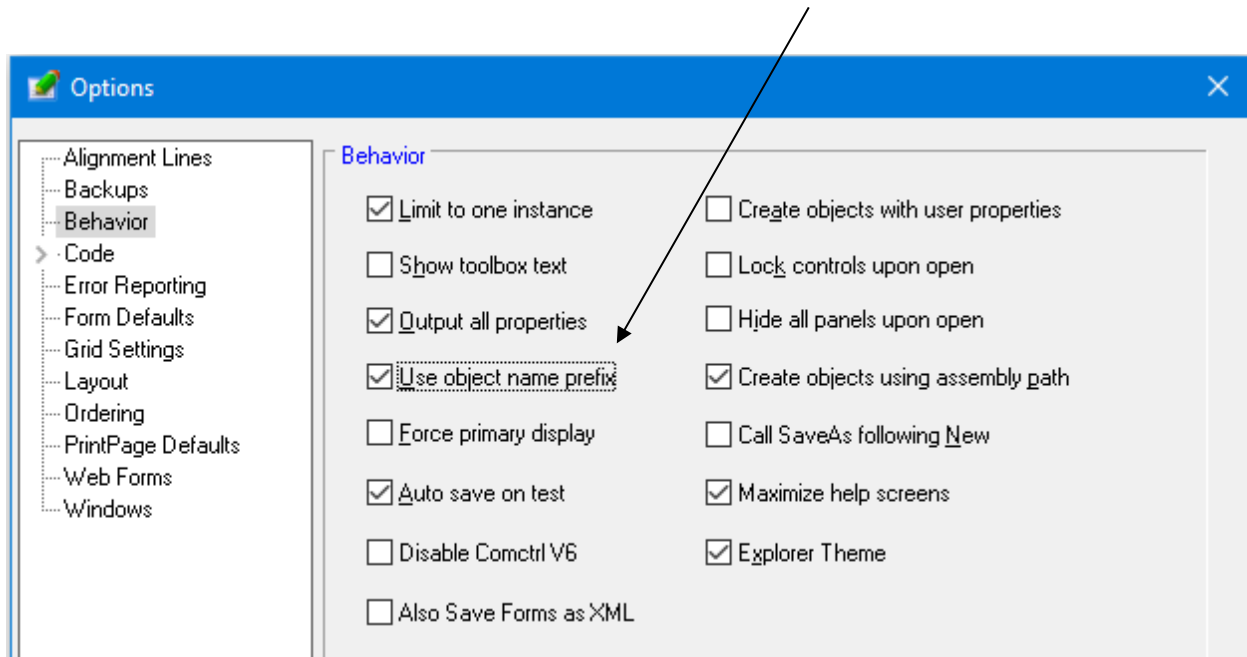 Options
Alignment Lines
Backups
Behavior
Code
Error Reporting
Form Defaults
Grid Settings
Layout
Ordering
PrintPage Defaults
Web Forms
Windows
Behavior
Limit to one instance
Show toolbox text
Output all properties
Use object name prefix
Force primary display
Auto save on test
Disable Comctrl V6
Also Save Forms as XML
Create objects with user properties
Lock controls upon open
Hide all panels upon open
Create objects using assembly path
Call SaveAs following New
Maximize help screens
Explorer Theme